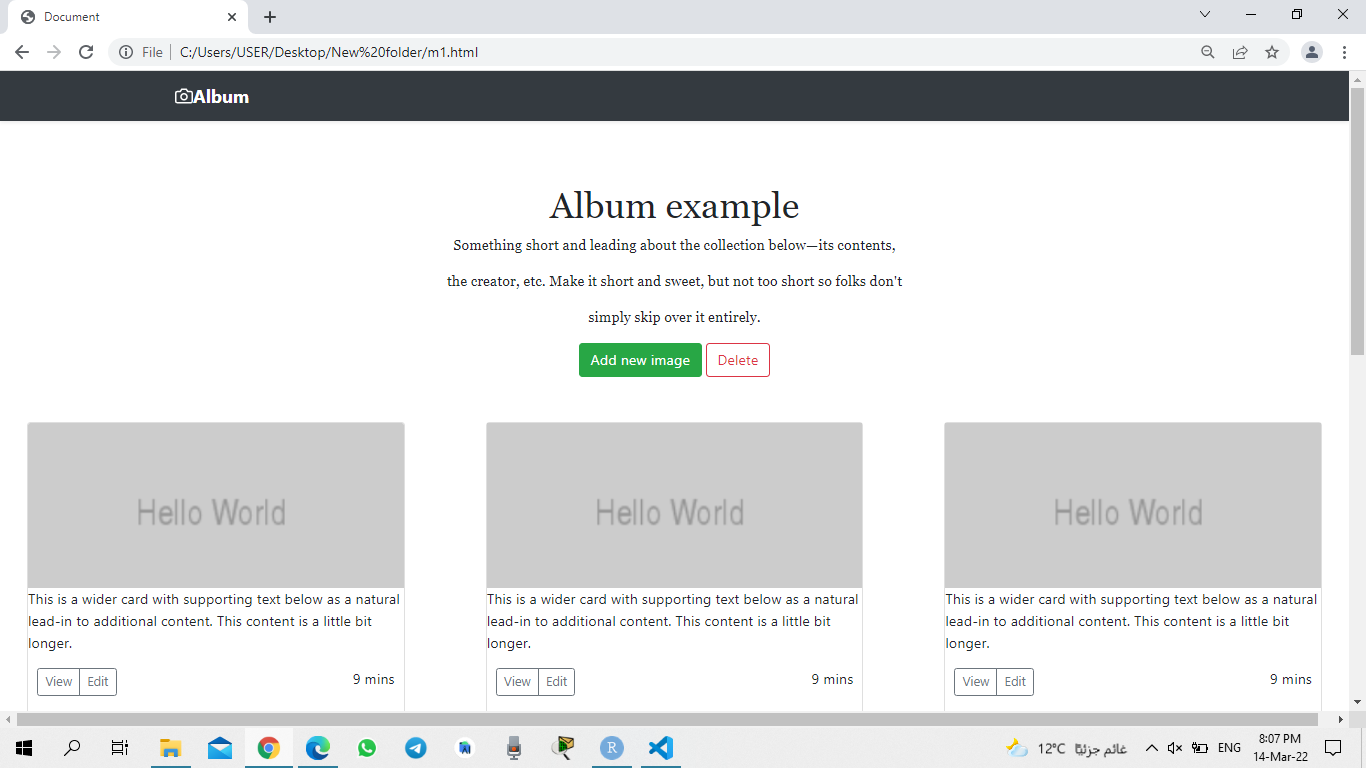 Document
File
C:/Users/USER/Desktop/New%20folder/m1.html
Album
Album example
Something short and leading about the collection below—its contents,
the creator, etc. Make it short and sweet, but not too short so folks don't
simply skip over it entirely.
Add new image Delete
Hello World
This is a wider card with supporting text below as a natural
lead-in to additional content. This content is a little bit
longer.
View Edit 9 mins
Hello World
This is a wider card with supporting text below as a natural
lead-in to additional content. This content is a little bit
longer.
View Edit 9 mins
Hello World
This is a wider card with supporting text below as a natural
lead-in to additional content. This content is a little bit
longer.
View Edit 9 mins
R
12°C غائم جزئيًا
ENG
8:07 PM
14-Mar-22